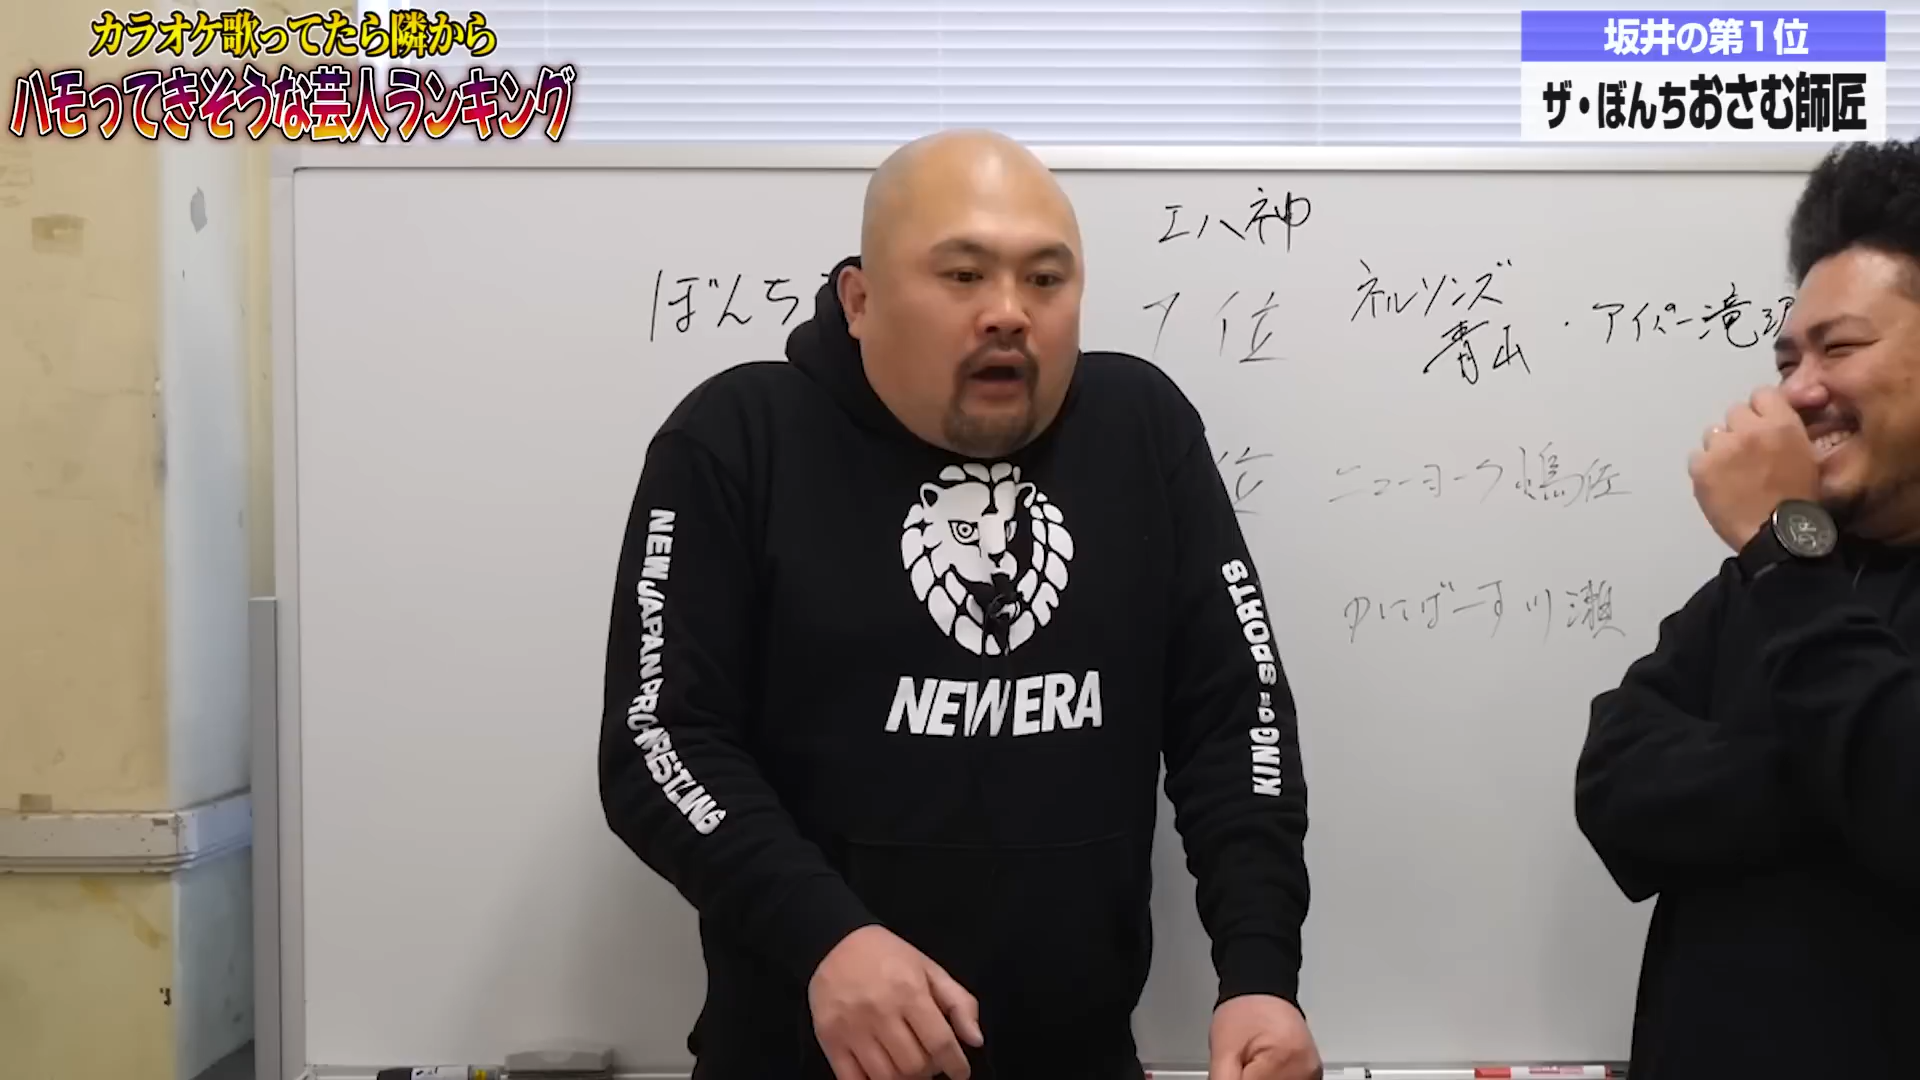 カラオケ歌ってたら隣から
ハモってきそうな芸人ランキング
坂井の第1位
ザ・ぼんちおさむ師匠
エハ神
ぼんち
1位
ネルソンズ
青山
・アイパー滝沢
位
ニューヨーク嶋佐
ゆにばーす川瀬
NEW JAPAN PRO-WRESTLING
NEW ERA
KING OF SPORTS